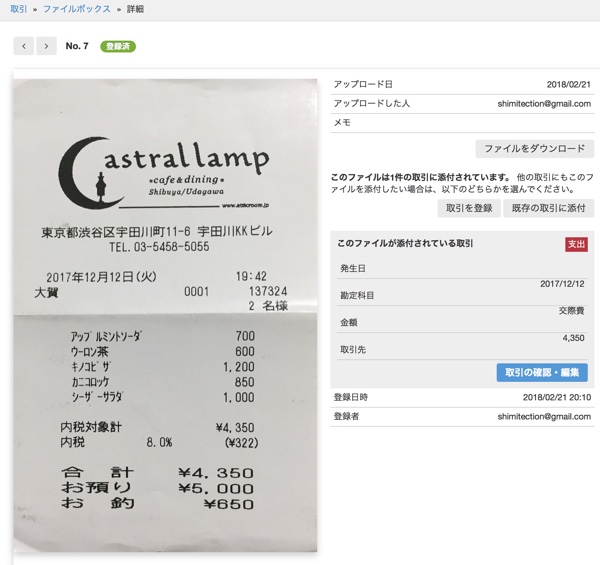 取引 » ファイルボックス » 詳細
‹ › No. 7 登録済
astral lamp
•cafe & dining•
Shibuya/Udagawa
www.atticroom.jp
東京都渋谷区宇田川町11-6 宇田川KKビル
TEL. 03-5458-5055
2017年12月12日(火) 19:42
大賀 0001 137324
2 名様
ｱｯﾌﾟﾙﾐﾝﾄｿｰﾀﾞ 700
ｳｰﾛﾝ茶 600
ｷﾉｺﾋﾟｻﾞ 1,200
ｶﾆｺﾛｯｹ 850
ｼｰｻﾞｰｻﾗﾀﾞ 1,000
内税対象計 ¥4,350
内税 8.0% (¥322)
合 計 ¥4,350
お預り ¥5,000
お 釣 ¥650
アップロード日 2018/02/21
アップロードした人 shimitection@gmail.com
メモ
ファイルをダウンロード
このファイルは1件の取引に添付されています。 他の取引にもこのフ
ァイルを添付したい場合は、以下のどちらかを選んでください。
取引を登録 既存の取引に添付
このファイルが添付されている取引 支出
発生日
2017/12/12
勘定科目
交際費
金額
4,350
取引先
取引の確認・編集
登録日時 2018/02/21 20:10
登録者 shimitection@gmail.com